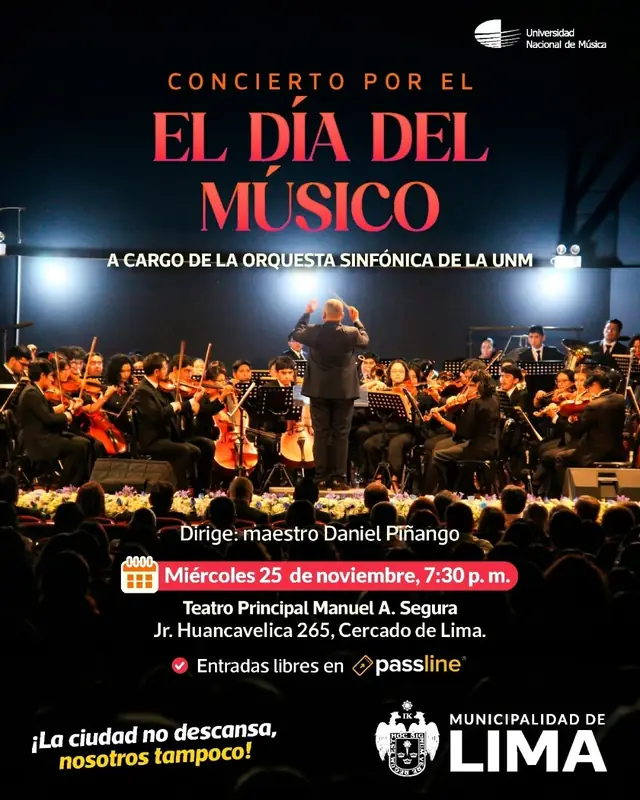 Universidad
Nacional de Música
CONCIERTO POR EL
EL DÍA DEL
MÚSICO
A CARGO DE LA ORQUESTA SINFÓNICA DE LA UNM
Dirige: maestro Daniel Piñango
Miércoles 25 de noviembre, 7:30 p. m.
Teatro Principal Manuel A. Segura
Jr. Huancavelica 265, Cercado de Lima.
Entradas libres en passline
¡La ciudad no descansa,
nosotros tampoco!
MUNICIPALIDAD DE
LIMA